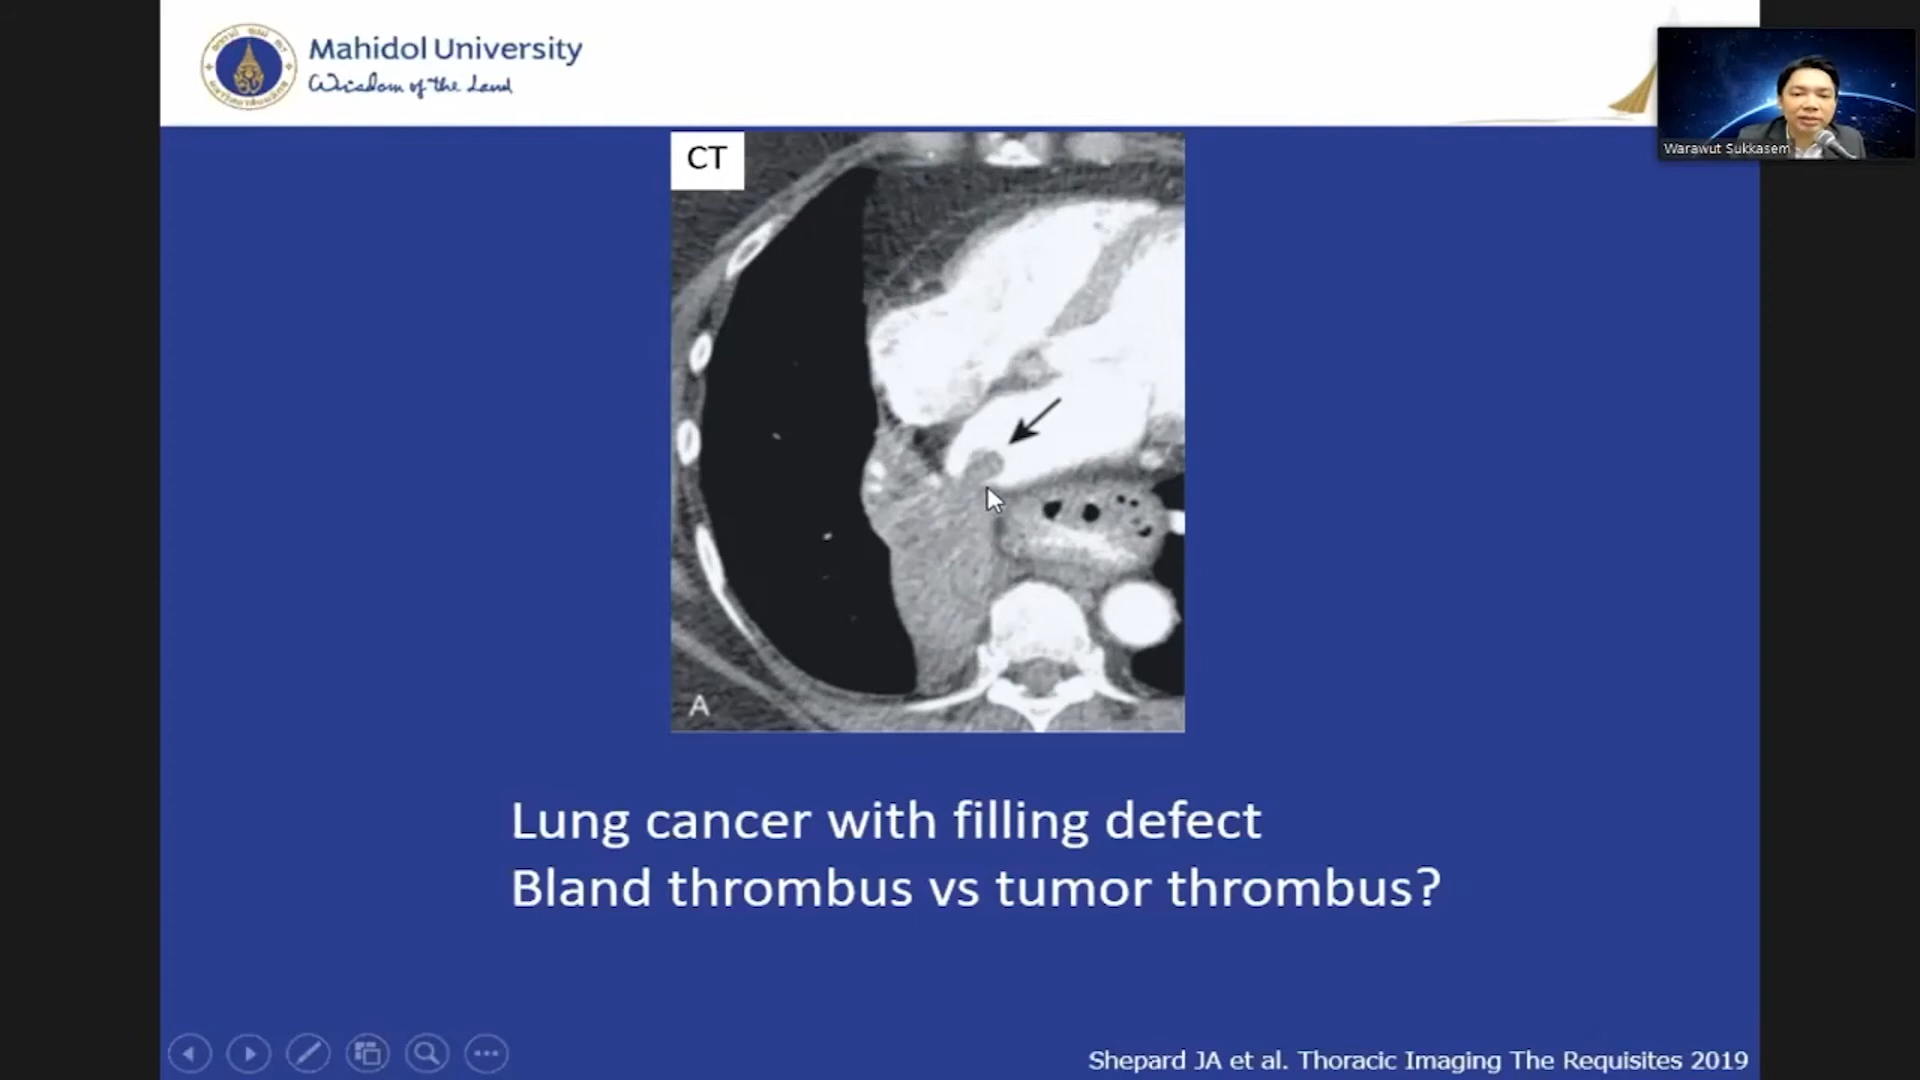 Mahidol University
Wisdom of the Land
Warawut Sukkasem
CT
A
Lung cancer with filling defect
Bland thrombus vs tumor thrombus?
Shepard JA et al. Thoracic Imaging The Requisites 2019